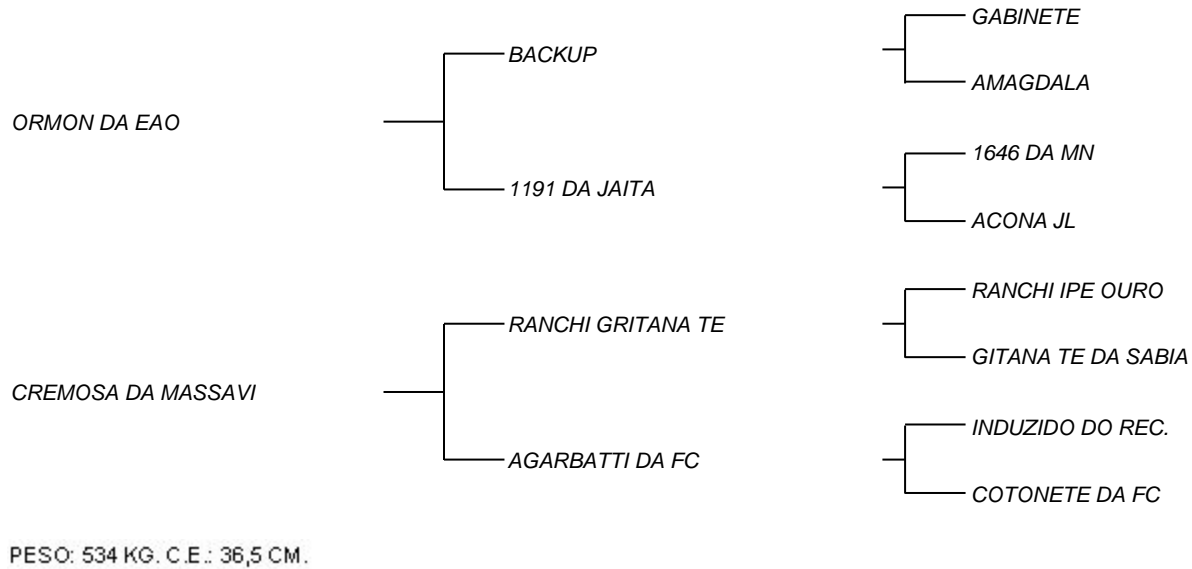 GABINETE
BACKUP
AMAGDALA
ORMON DA EAO
1646 DA MN
1191 DA JAITA
ACONA JL
RANCHI IPE OURO
RANCHI GRITANA TE
GITANA TE DA SABIA
CREMOSA DA MASSAVI
INDUZIDO DO REC.
AGARBATTI DA FC
COTONETE DA FC
PESO: 534 KG. C.E.: 36,5 CM.